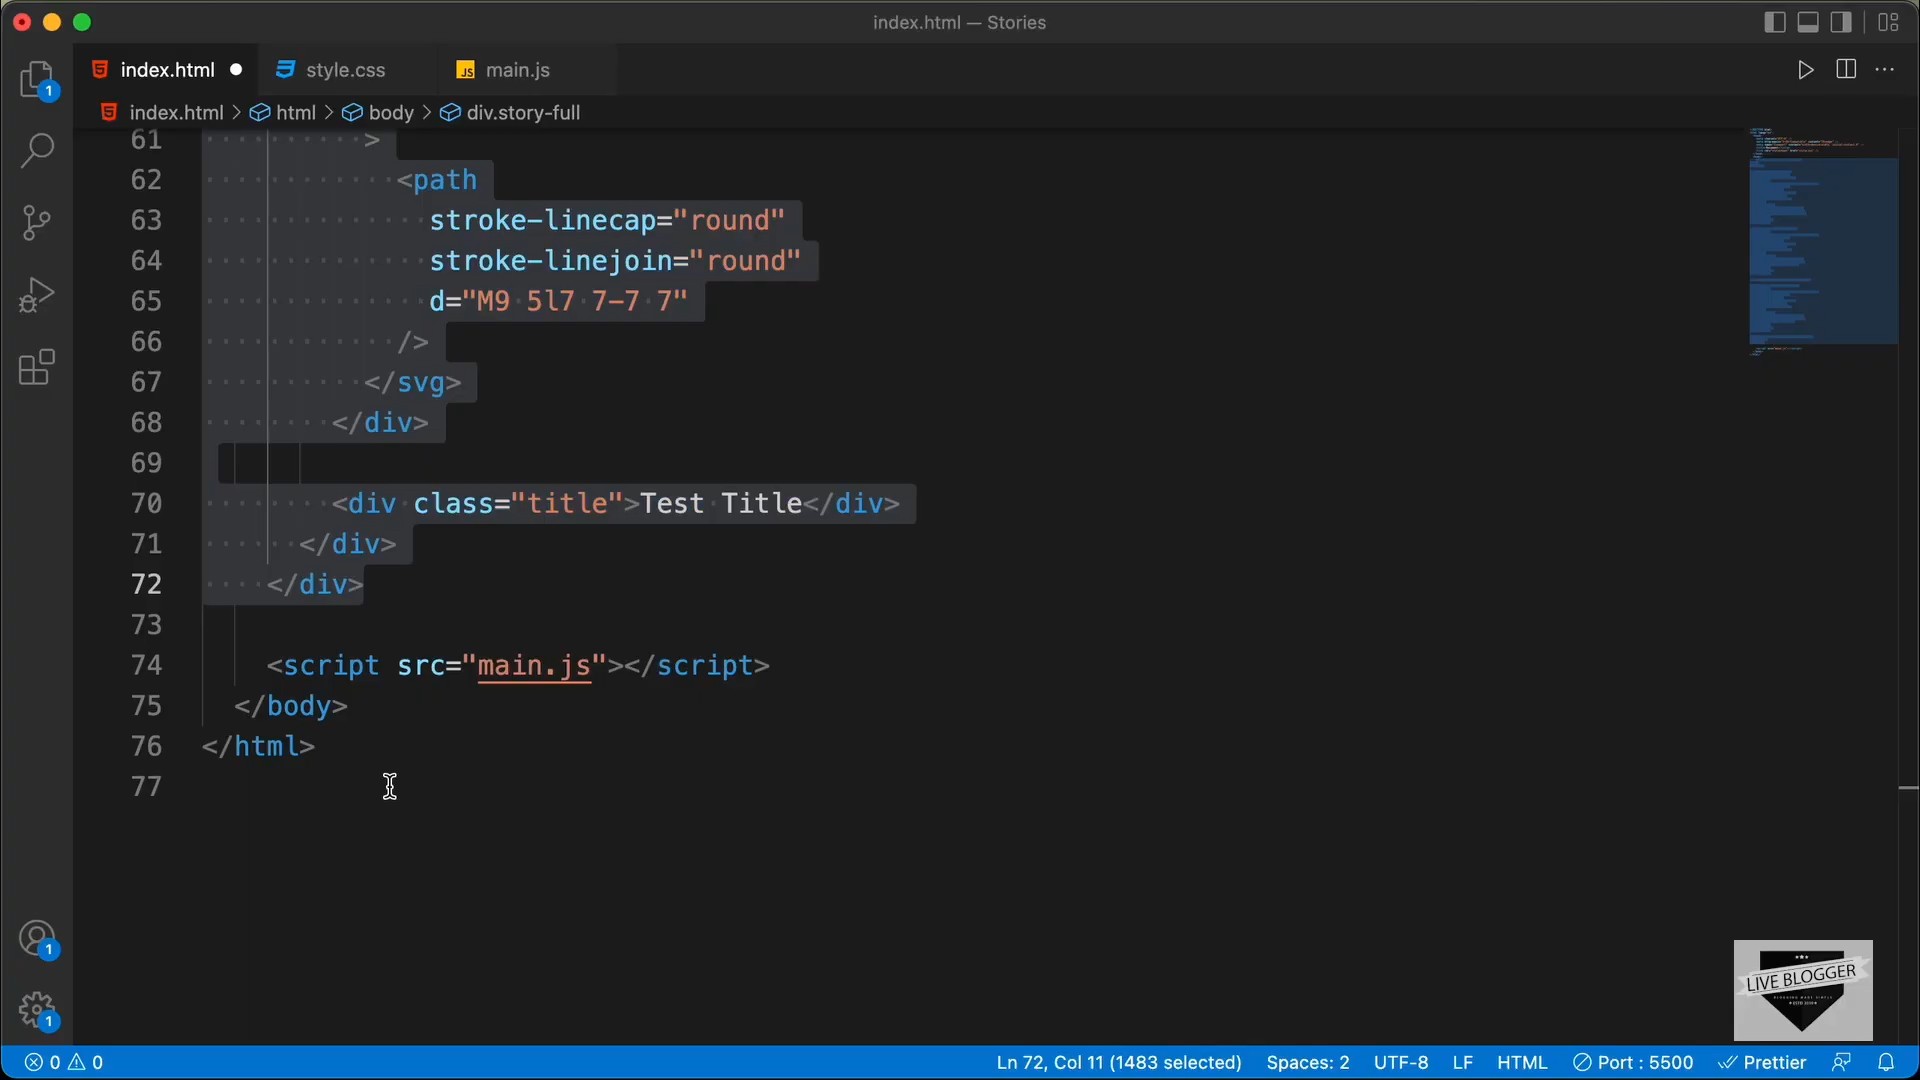 index.html — Stories
index.html
style.css
JS main.js
index.html > html > body > div.story-full
61 >
62 <path
63 stroke-linecap="round"
64 stroke-linejoin="round"
65 d="M9 5l7 7-7 7"
66 />
67 </svg>
68 </div>
69
70 <div class="title">Test Title</div>
71 </div>
72 </div>
73
74 <script src="main.js"></script>
75 </body>
76 </html>
77
1
1
1
LIVE BLOGGER
0 0
Ln 72, Col 11 (1483 selected)
Spaces: 2
UTF-8
LF
HTML
Port : 5500
Prettier